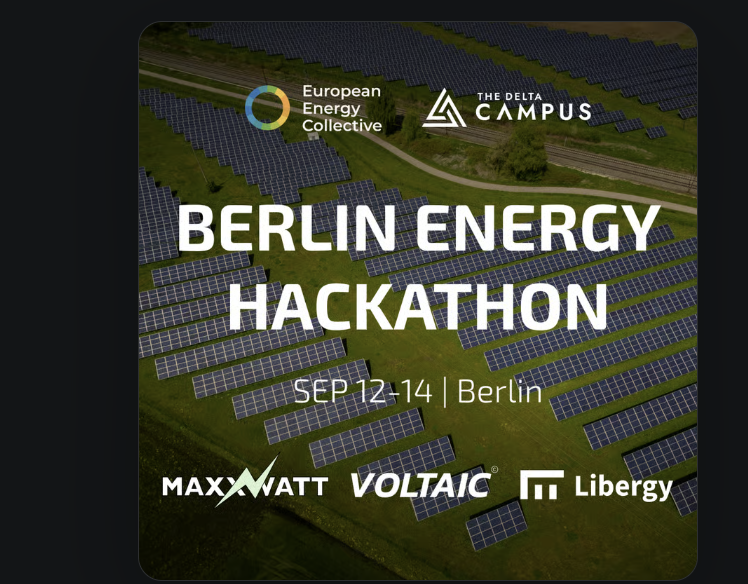 European
Energy
Collective
THE DELTA
CAMPUS
BERLIN ENERGY
HACKATHON
SEP 12-14 | Berlin
MAXXWATT
VOLTAIC©
Libergy